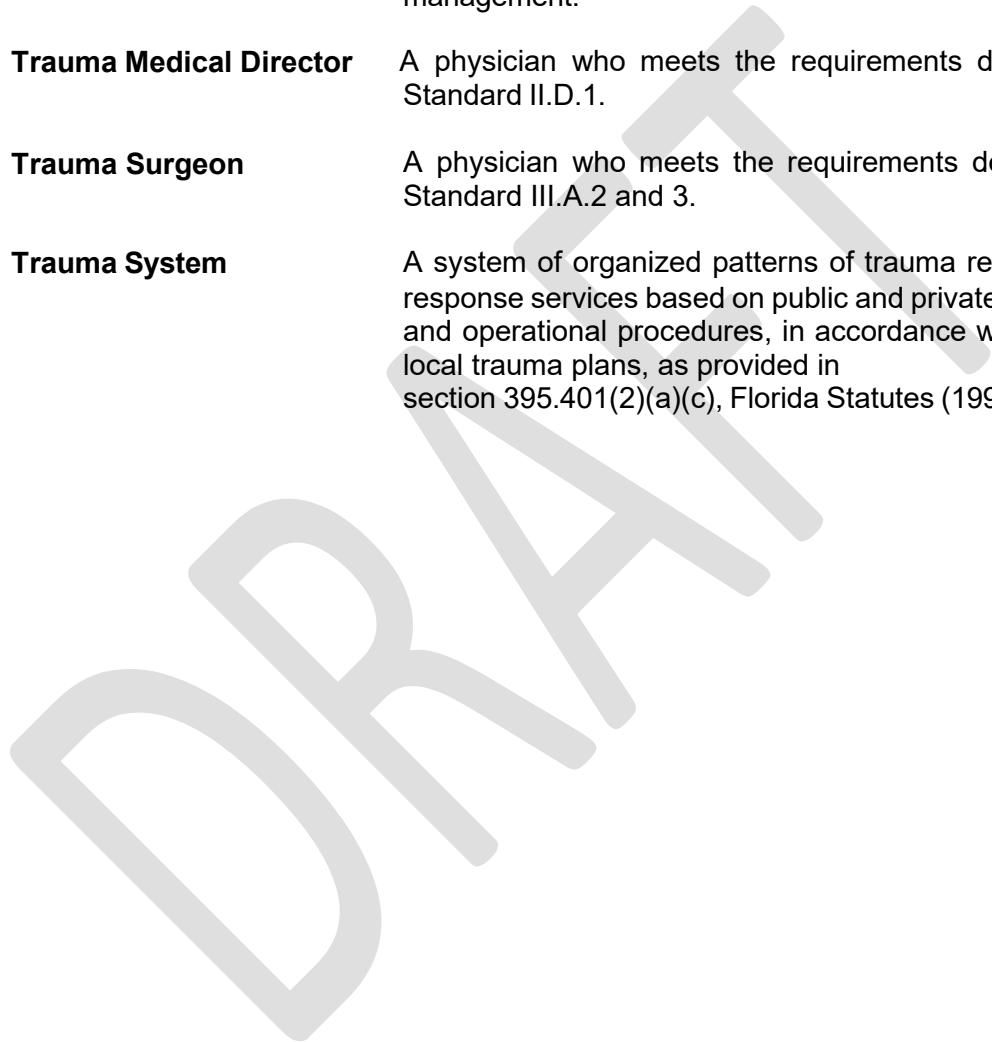 management.
Trauma Medical Director A physician who meets the requirements
Standard II.D.1.
Trauma Surgeon A physician who meets the requirements
Standard III.A.2 and 3.
Trauma System A system of organized patterns of trauma
response services based on public and private
and operational procedures, in accordance
local trauma plans, as provided in
section 395.401(2)(a)(c), Florida Statutes
DRAFT